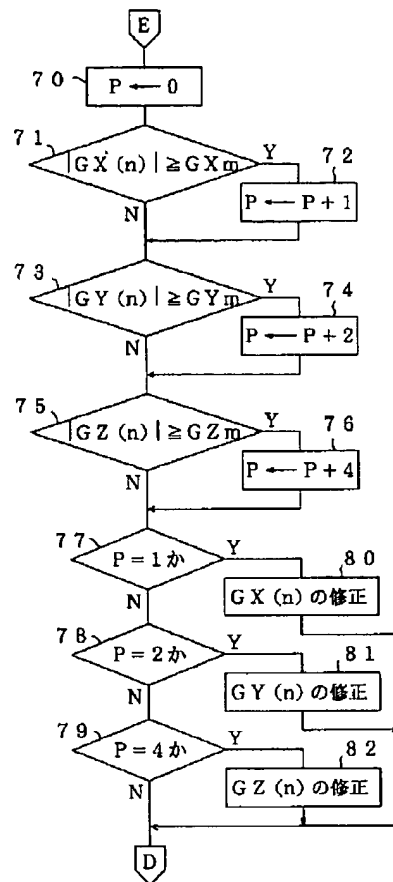 E
70
P ← 0
71
|GX(n)| ≧ GXm
Y
72
P ← P+1
N
73
|GY(n)| ≧ GYm
Y
74
P ← P+2
N
75
|GZ(n)| ≧ GZm
Y
76
P ← P+4
N
77
P=1か
Y
80
GX(n)の修正
N
78
P=2か
Y
81
GY(n)の修正
N
79
P=4か
Y
82
GZ(n)の修正
N
D